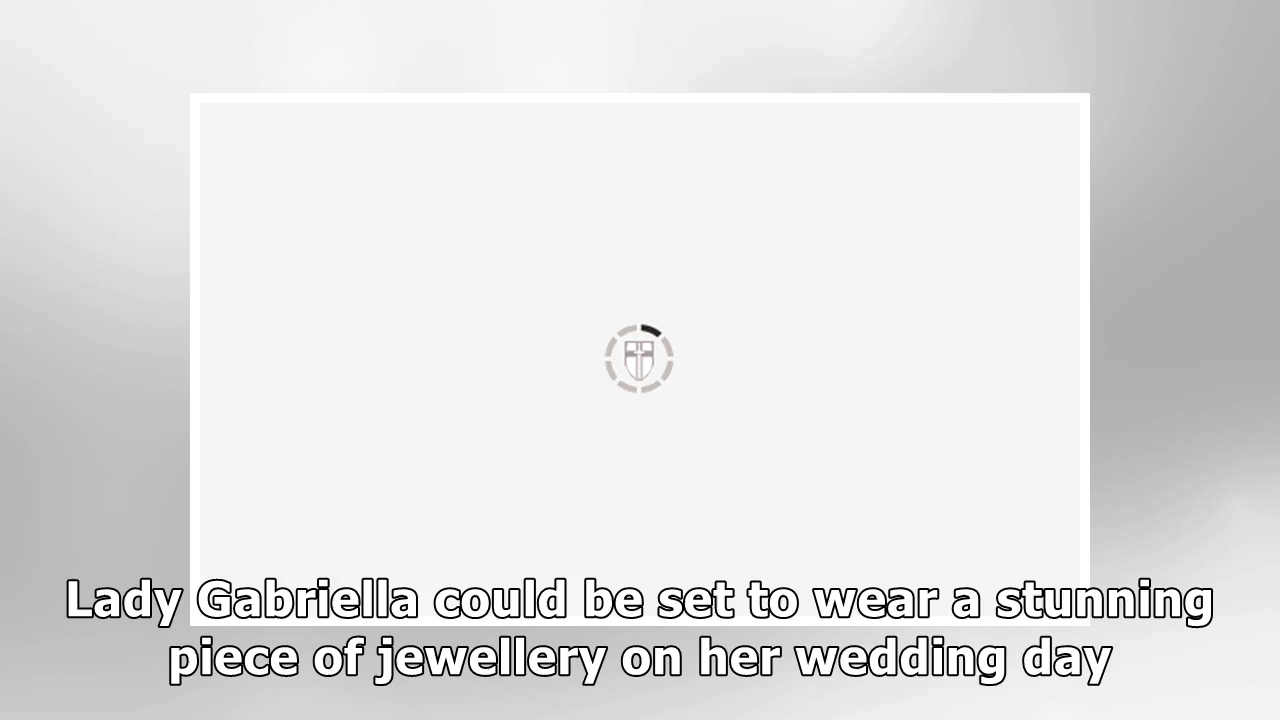 Lady Gabriella could be set to wear a stunning
piece of jewellery on her wedding day